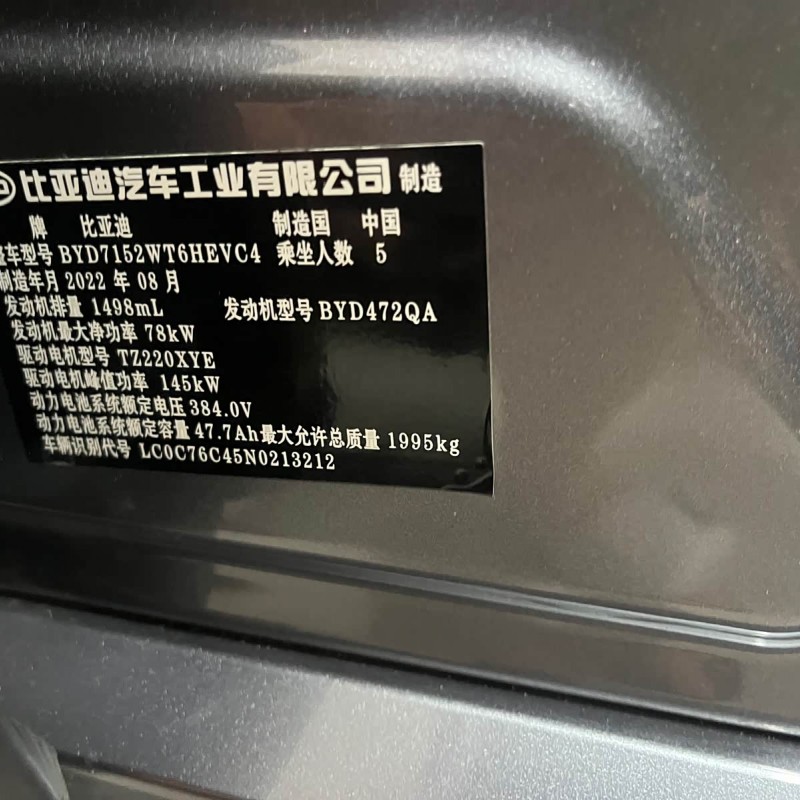 比亚迪汽车工业有限公司 制造
牌 比亚迪 制造国 中国
整车型号 BYD7152WT6HEVC4 乘坐人数 5
制造年月 2022 年 08 月
发动机排量 1498mL 发动机型号 BYD472QA
发动机最大净功率 78kW
驱动电机型号 TZ220XYE
驱动电机峰值功率 145kW
动力电池系统额定电压 384.0V
动力电池系统额定容量 47.7Ah 最大允许总质量 1995kg
车辆识别代号 LC0C76C45N0213212